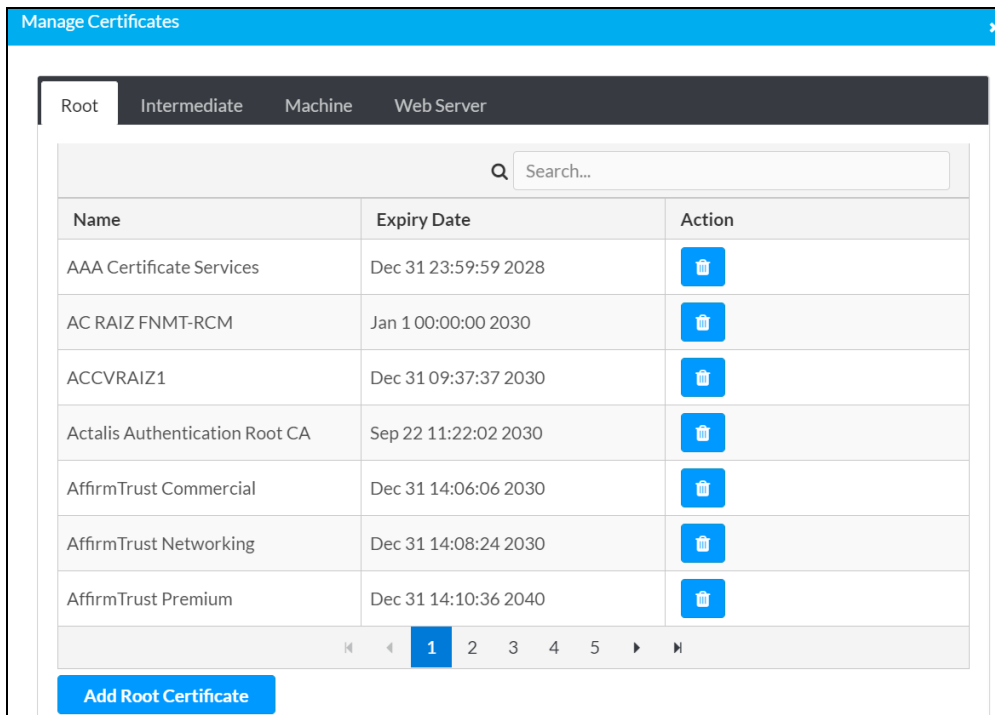 Manage Certificates
Root Intermediate Machine Web Server
Search...
Name Expiry Date Action
AAA Certificate Services Dec 31 23:59:59 2028
AC RAIZ FNMT-RCM Jan 1 00:00:00 2030
ACCVRAIZ1 Dec 31 09:37:37 2030
Actalis Authentication Root CA Sep 22 11:22:02 2030
AffirmTrust Commercial Dec 31 14:06:06 2030
AffirmTrust Networking Dec 31 14:08:24 2030
AffirmTrust Premium Dec 31 14:10:36 2040
1 2 3 4 5
Add Root Certificate